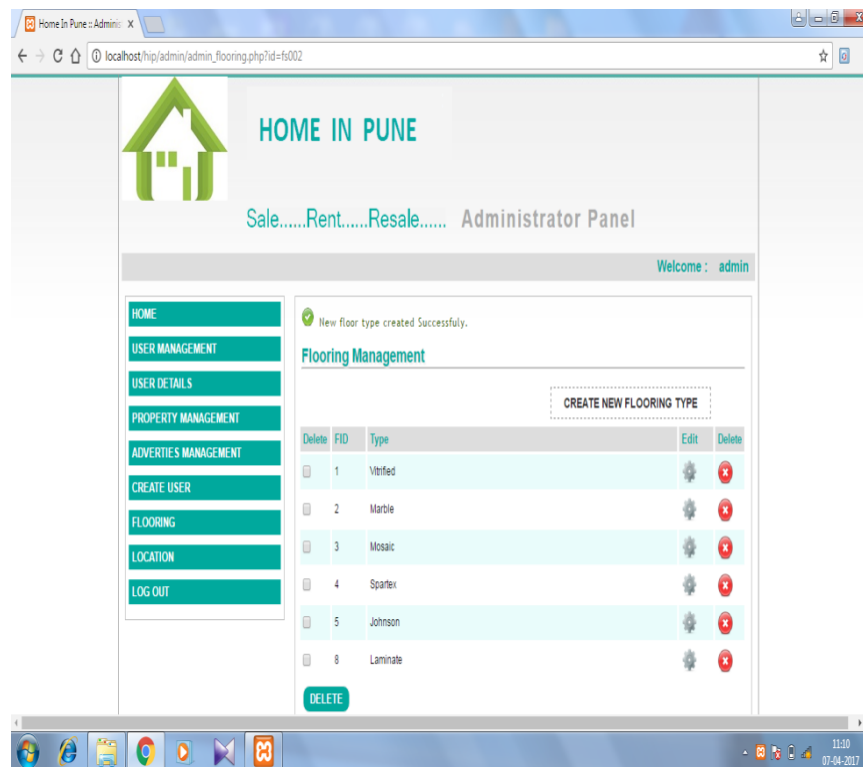 Home In Pune :: Adminis
localhost/hip/admin/admin_flooring.php?id=fs002
HOME IN PUNE
Sale......Rent......Resale...... Administrator Panel
Welcome : admin
HOME
USER MANAGEMENT
USER DETAILS
PROPERTY MANAGEMENT
ADVERTIES MANAGEMENT
CREATE USER
FLOORING
LOCATION
LOG OUT
New floor type created Successfuly.
Flooring Management
CREATE NEW FLOORING TYPE
Delete FID Type Edit Delete
1 Vitrified
2 Marble
3 Mosaic
4 Spartex
5 Johnson
8 Laminate
DELETE
11:10
07-04-2017